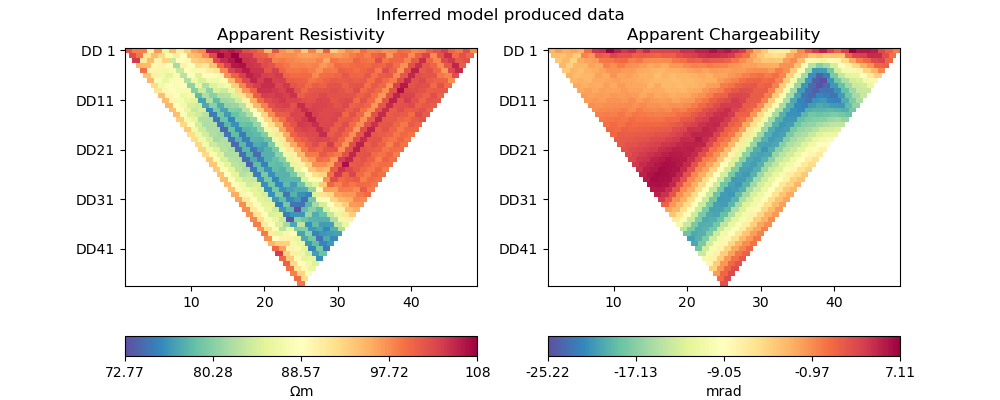 Inferred model produced data
Apparent Resistivity
Apparent Chargeability
DD 1
DD11
DD21
DD31
DD41
10 20 30 40
DD 1
DD11
DD21
DD31
DD41
10 20 30 40
72.77 80.28 88.57 97.72 108
Ωm
-25.22 -17.13 -9.05 -0.97 7.11
mrad